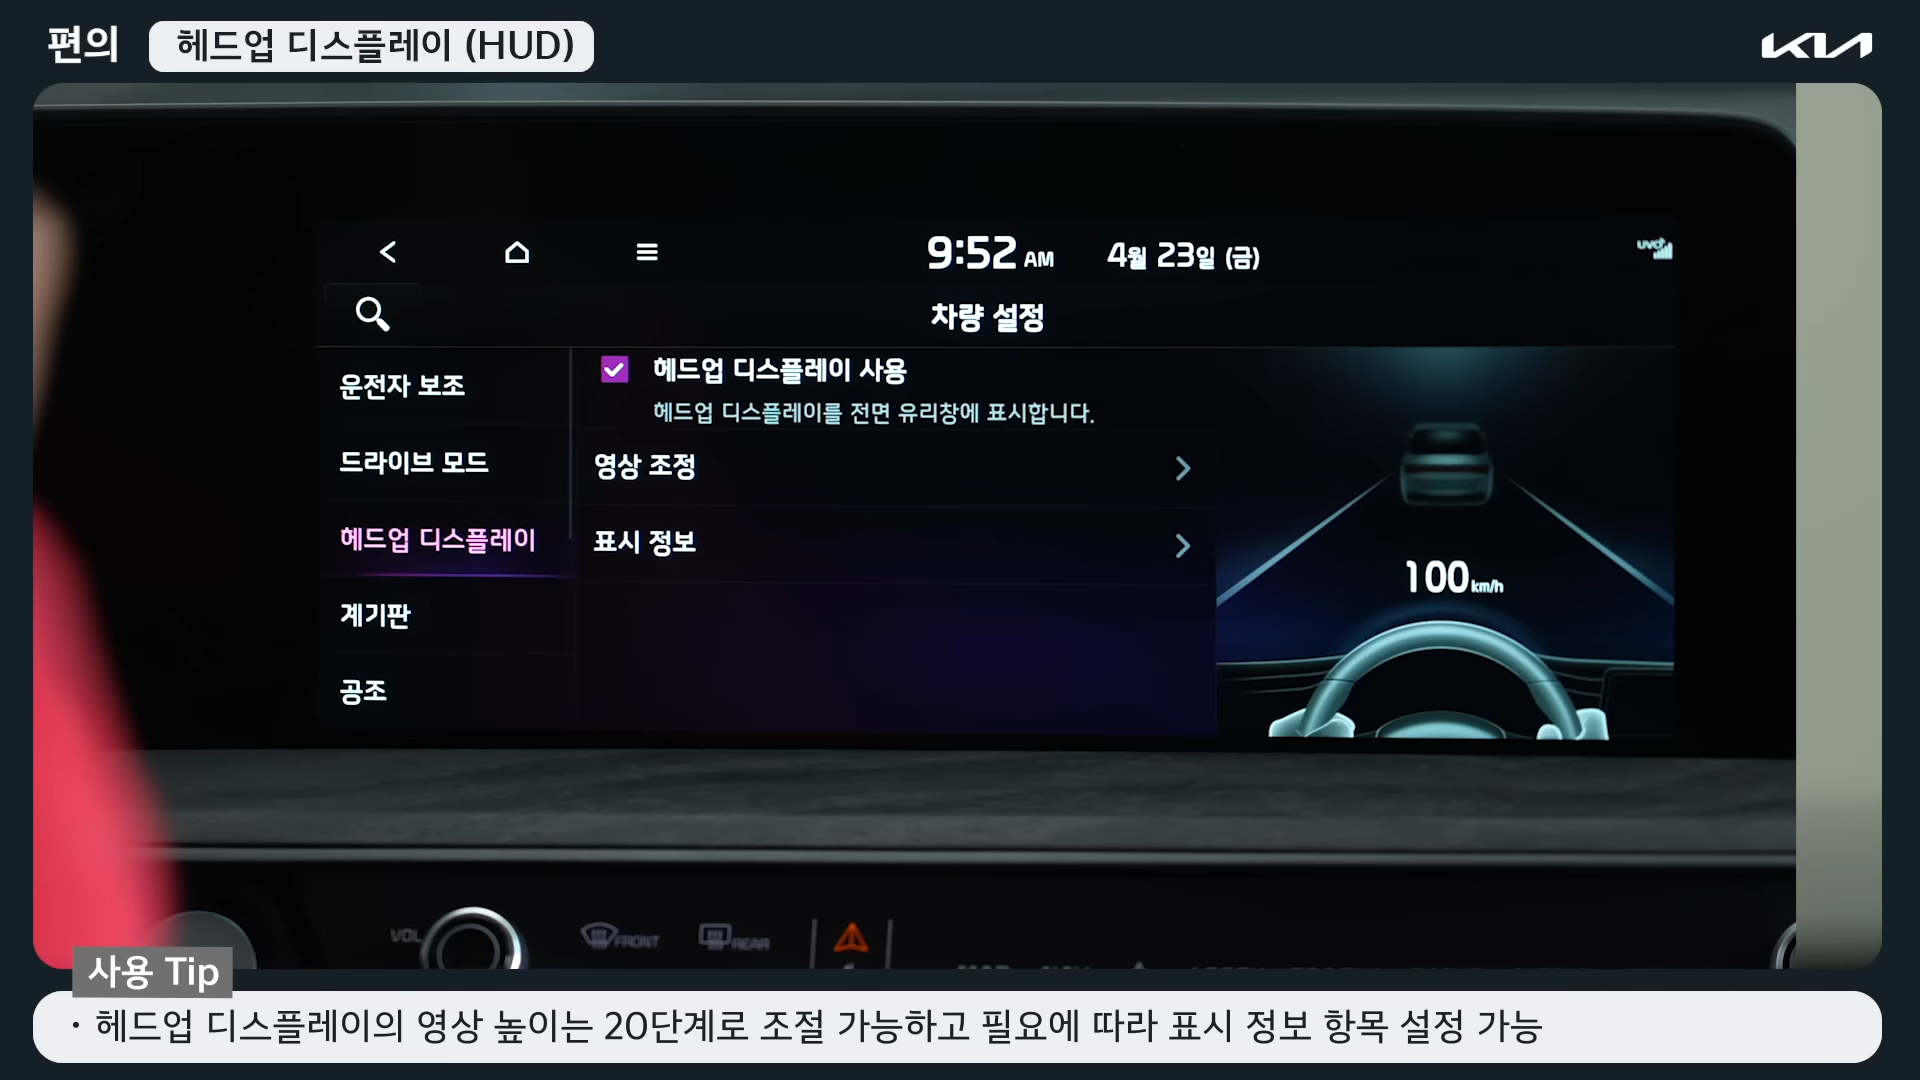 편의 헤드업 디스플레이 (HUD)
KIA
9:52 AM 4월 23일 (금)
UVO
차량 설정
운전자 보조
드라이브 모드
헤드업 디스플레이
계기판
공조
헤드업 디스플레이 사용
헤드업 디스플레이를 전면 유리창에 표시합니다.
영상 조정
표시 정보
100 km/h
VOL
FRONT
REAR
사용 Tip
· 헤드업 디스플레이의 영상 높이는 20단계로 조절 가능하고 필요에 따라 표시 정보 항목 설정 가능